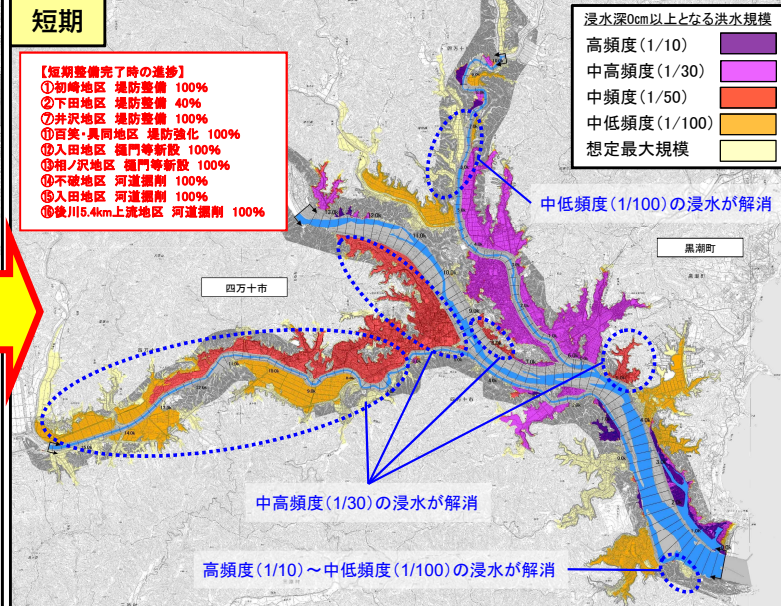 短期
【短期整備完了時の進捗】
①初崎地区 堤防整備 100%
②下田地区 堤防整備 40%
⑦井沢地区 堤防整備 100%
⑪百笑・具同地区 堤防強化 100%
⑫入田地区 樋門等新設 100%
⑬相ノ沢地区 樋門等新設 100%
⑭不破地区 河道掘削 100%
⑮入田地区 河道掘削 100%
⑯後川5.4km上流地区 河道掘削 100%
浸水深0cm以上となる洪水規模
高頻度(1/10)
中高頻度(1/30)
中頻度(1/50)
中低頻度(1/100)
想定最大規模
中低頻度(1/100)の浸水が解消
黒潮町
四万十市
中高頻度(1/30)の浸水が解消
高頻度(1/10)～中低頻度(1/100)の浸水が解消